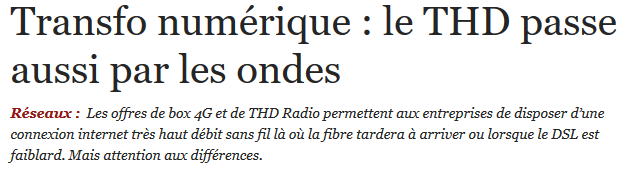 Transfo numérique : le THD passe
aussi par les ondes
Réseaux : Les offres de box 4G et de THD Radio permettent aux entreprises de disposer d’une
connexion internet très haut débit sans fil là où la fibre tardera à arriver ou lorsque le DSL est
faiblard. Mais attention aux différences.